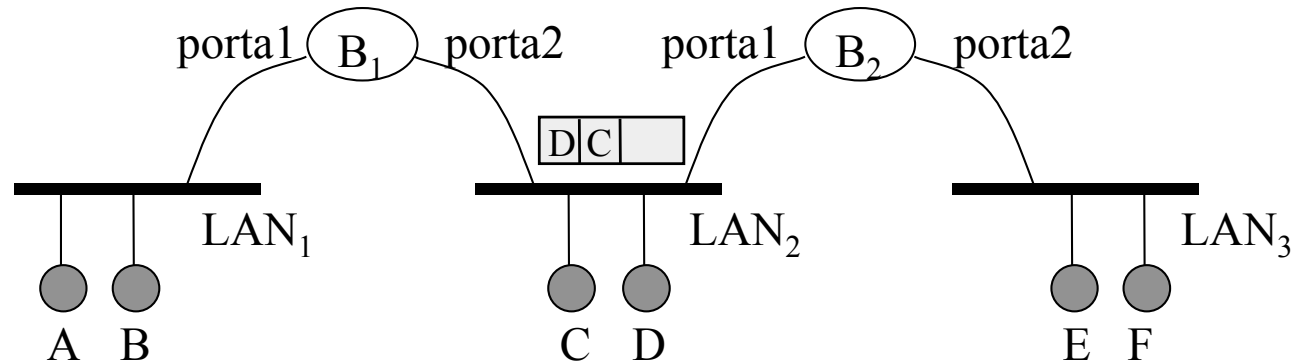 porta1 B1 porta2 porta1 B2 porta2
D C
LAN1 LAN2 LAN3
A B C D E F